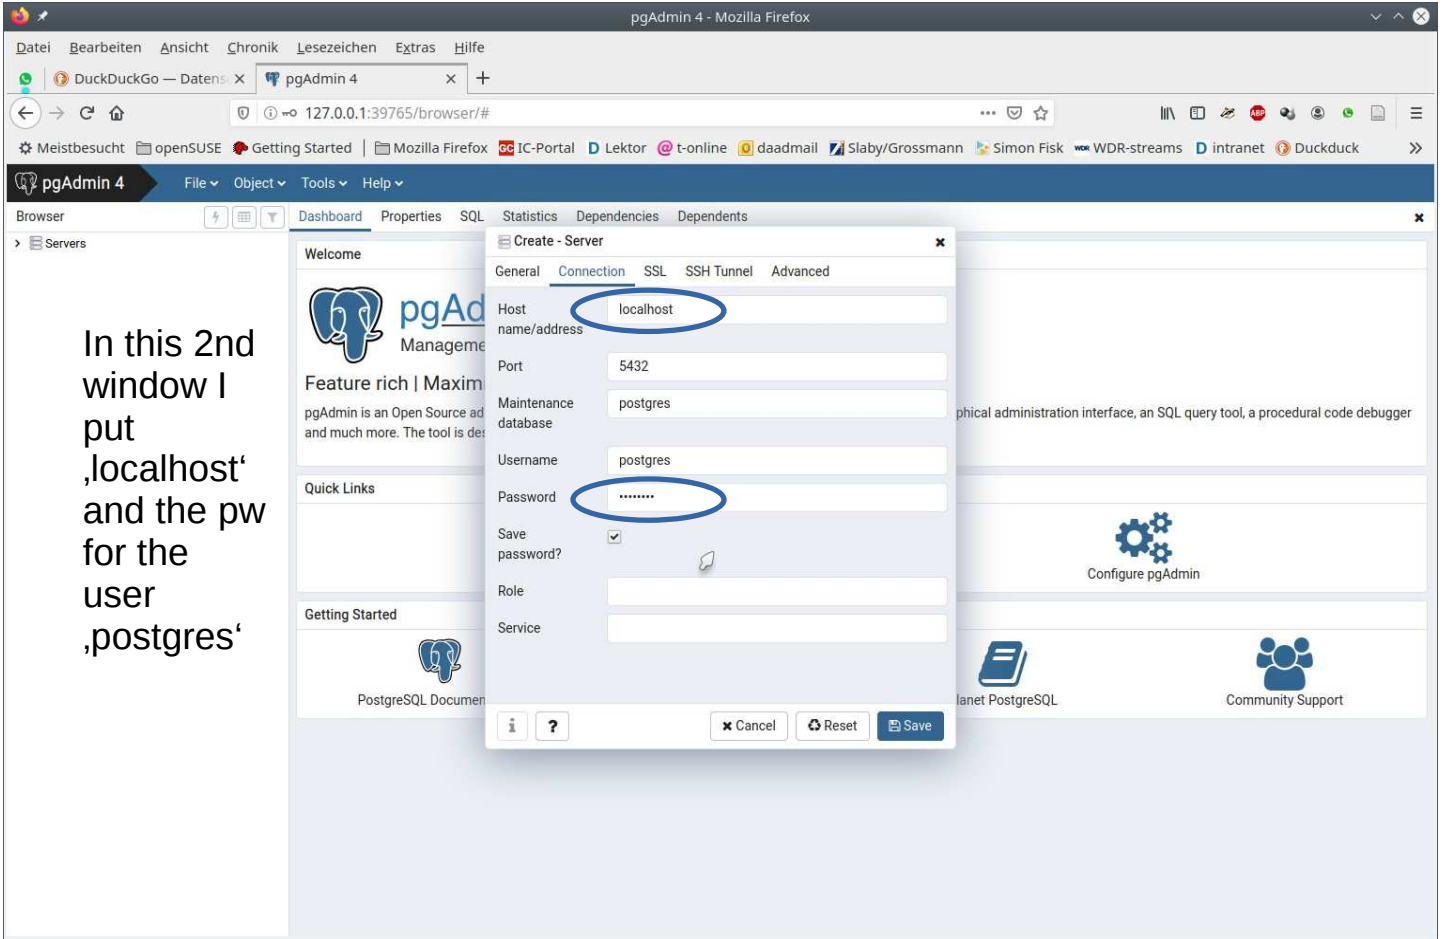 pgAdmin 4 - Mozilla Firefox
Datei Bearbeiten Ansicht Chronik Lesezeichen Extras Hilfe
DuckDuckGo — Datens
pgAdmin 4
127.0.0.1:39765/browser/#
Meistbesucht openSUSE Getting Started Mozilla Firefox GC IC-Portal D Lektor @ t-online daadmail Slaby/Grossmann Simon Fisk WDR WDR-streams D intranet Duckduck
pgAdmin 4 File Object Tools Help
Browser
Dashboard Properties SQL Statistics Dependencies Dependents
Servers
Welcome
pgAd
Manageme
Feature rich | Maxim
pgAdmin is an Open Source ad
phical administration interface, an SQL query tool, a procedural code debugger
and much more. The tool is des
Quick Links
Configure pgAdmin
Getting Started
PostgreSQL Documen
lanet PostgreSQL
Community Support
Create - Server
General Connection SSL SSH Tunnel Advanced
Host name/address
localhost
Port
5432
Maintenance database
postgres
Username
postgres
Password
••••••••
Save password?
Role
Service
i ? Cancel Reset Save
In this 2nd
window I
put
‚localhost‘
and the pw
for the
user
‚postgres‘